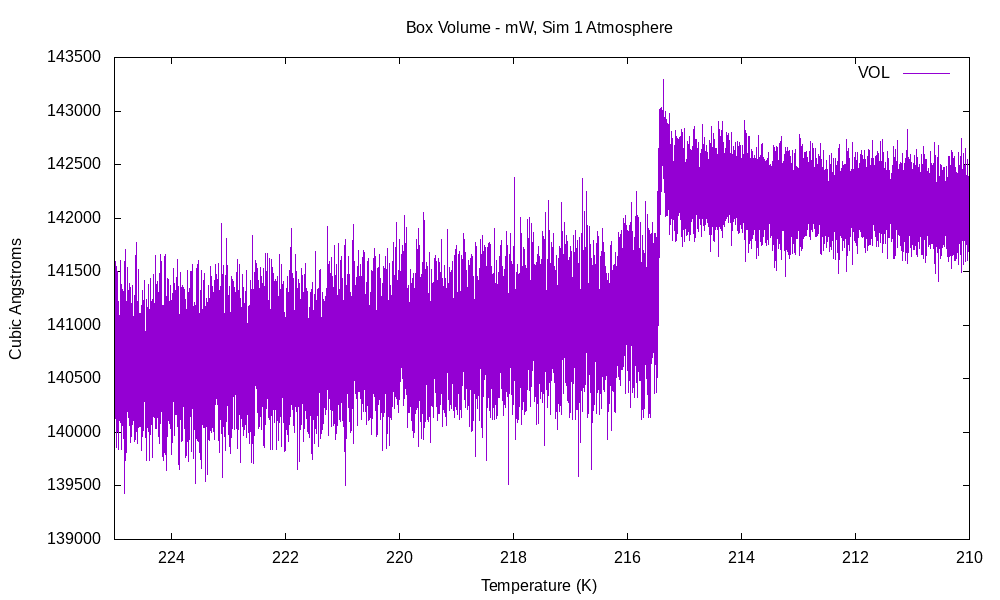 Box Volume - mW, Sim 1 Atmosphere
VOL
143500
143000
142500
142000
141500
141000
140500
140000
139500
139000
Cubic Angstroms
224 222 220 218 216 214 212 210
Temperature (K)